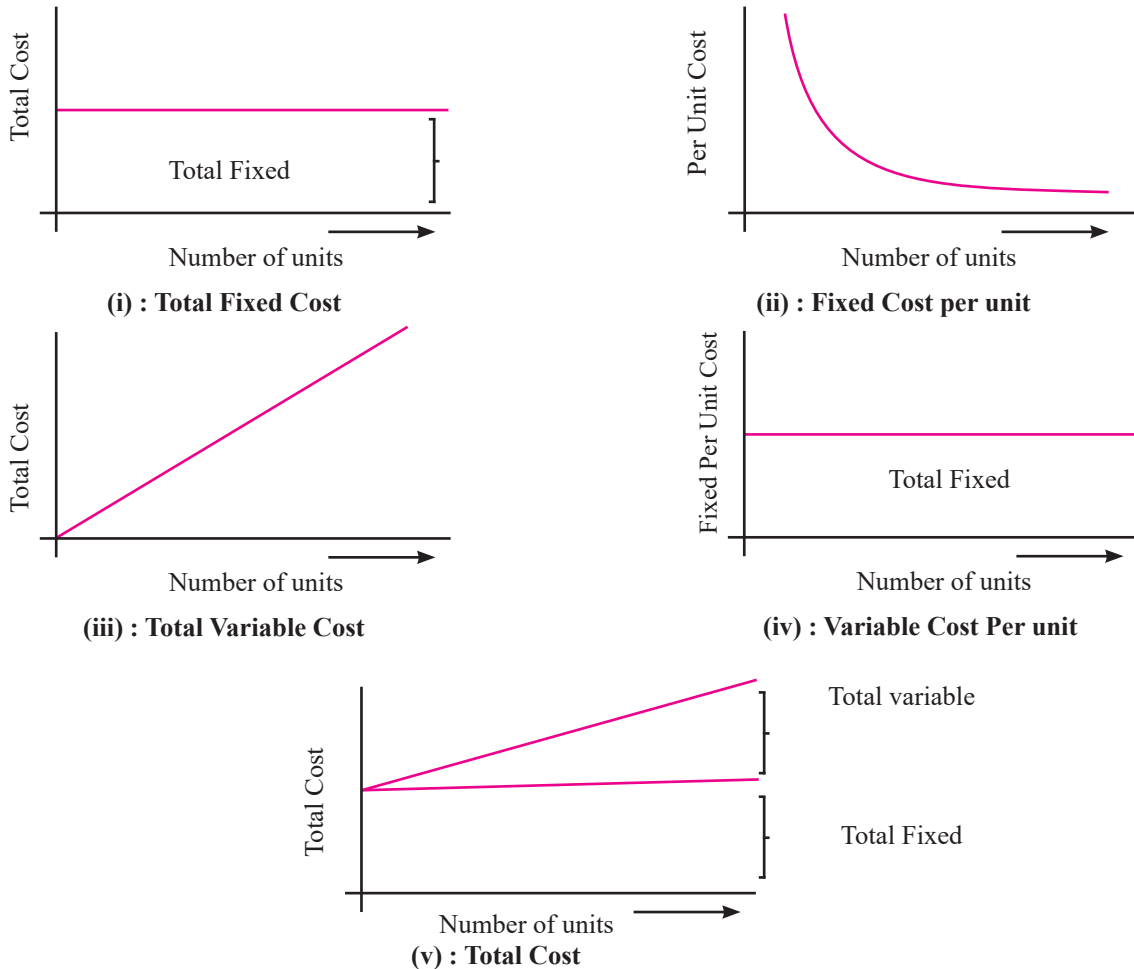 Total Cost
Total Fixed
Number of units
(i) : Total Fixed Cost
Per Unit Cost
Number of units
(ii) : Fixed Cost per unit
Total Cost
Number of units
(iii) : Total Variable Cost
Fixed Per Unit Cost
Total Fixed
Number of units
(iv) : Variable Cost Per unit
Total Cost
Total variable
Total Fixed
Number of units
(v) : Total Cost